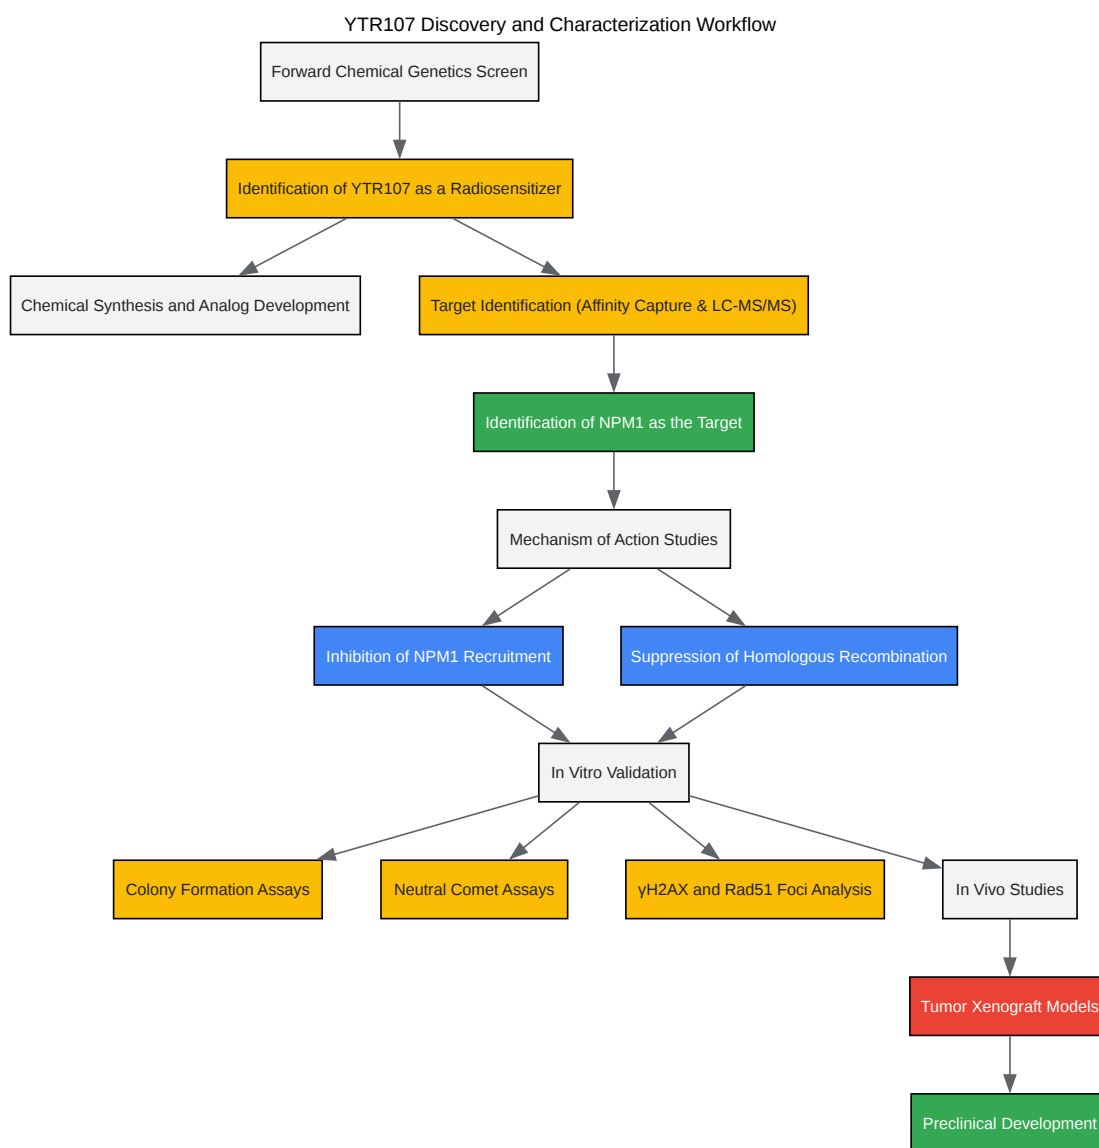 YTR107 Discovery and Characterization Workflow
Forward Chemical Genetics Screen
Identification of YTR107 as a Radiosensitizer
Chemical Synthesis and Analog Development
Target Identification (Affinity Capture & LC-MS/MS)
Identification of NPM1 as the Target
Mechanism of Action Studies
Inhibition of NPM1 Recruitment
Suppression of Homologous Recombination
In Vitro Validation
Colony Formation Assays
Neutral Comet Assays
γH2AX and Rad51 Foci Analysis
In Vivo Studies
Tumor Xenograft Models
Preclinical Development